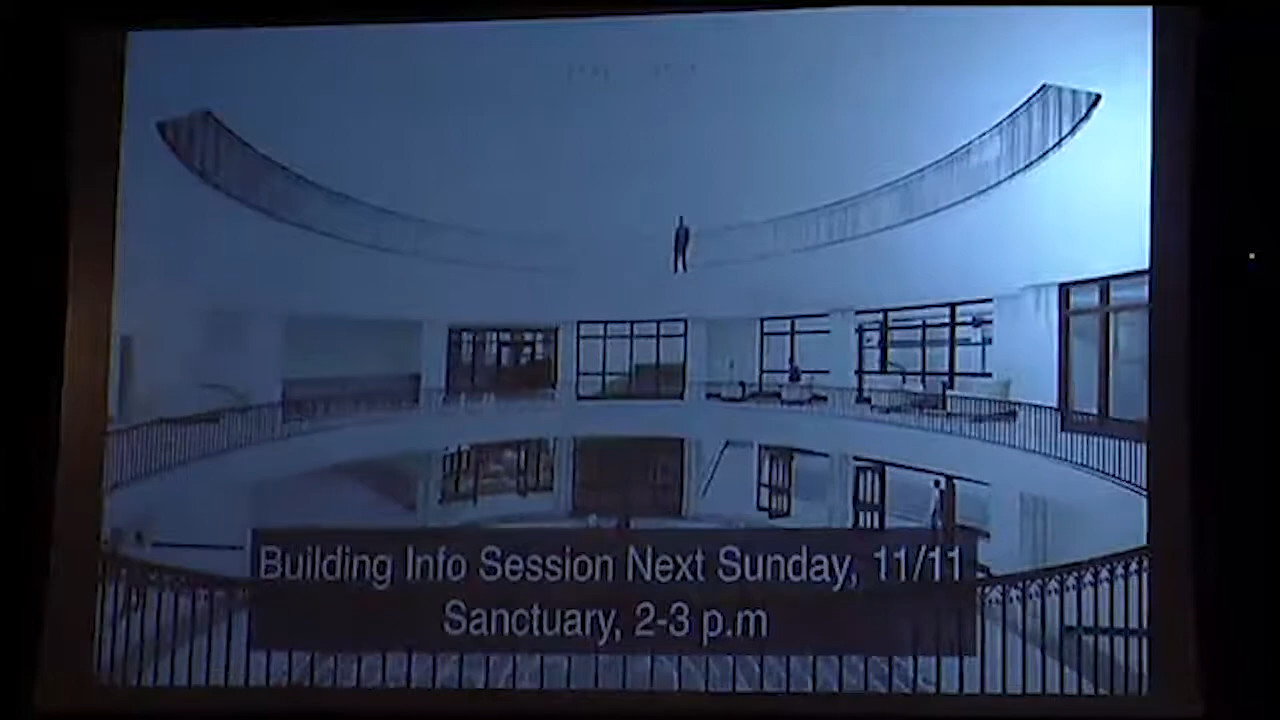 Building Info Session Next Sunday, 11/11
Sanctuary, 2-3 p.m